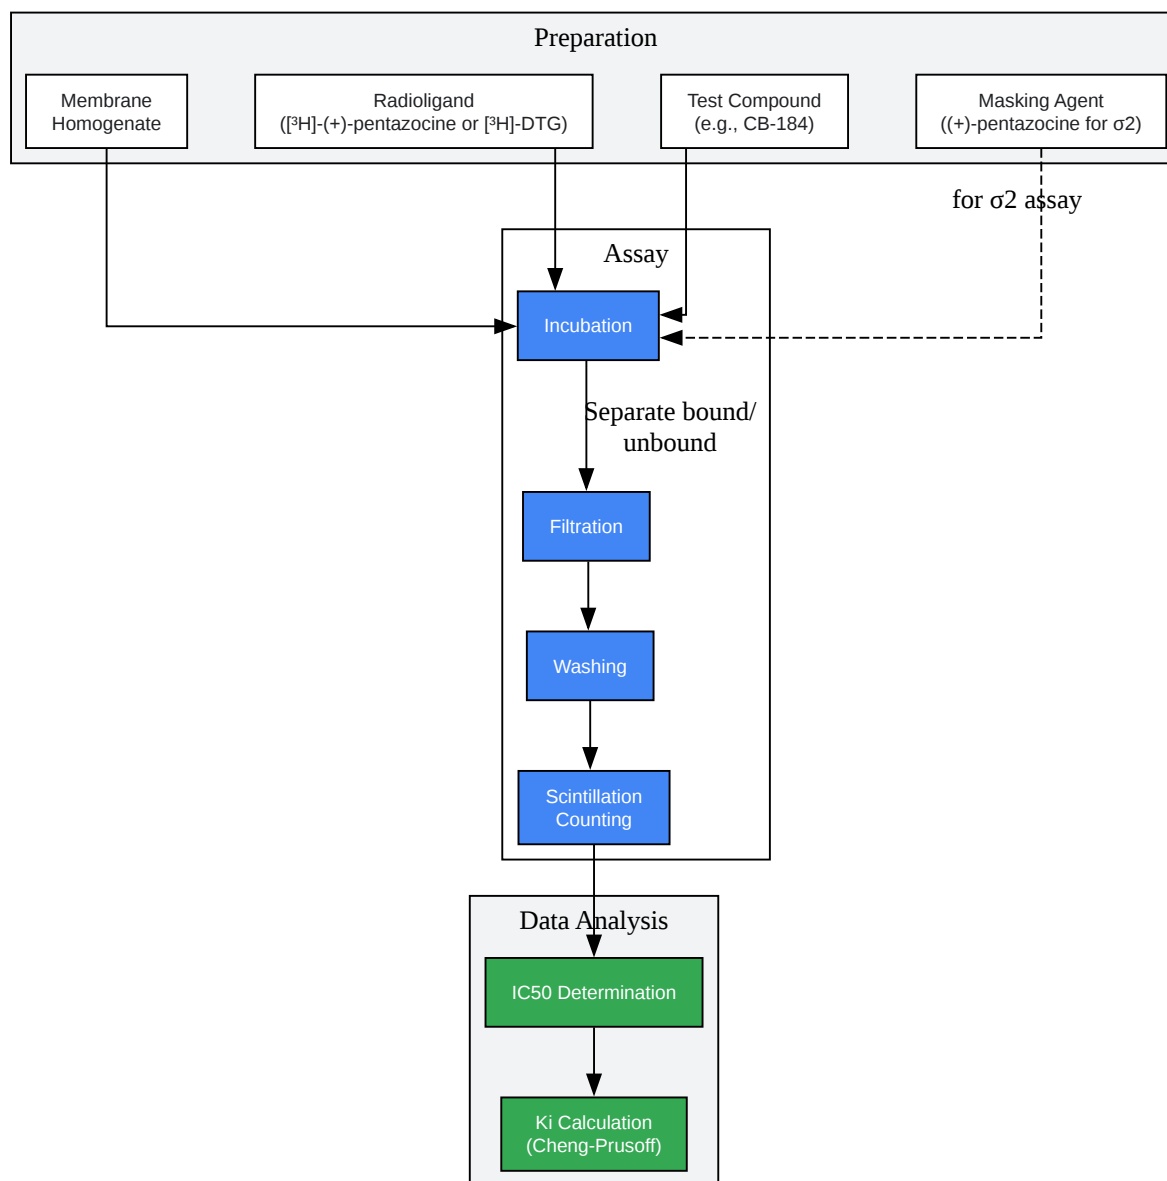 Preparation
Membrane
Homogenate
Radioligand
([³H]-(+)-pentazocine or [³H]-DTG)
Test Compound
(e.g., CB-184)
Masking Agent
((+)-pentazocine for σ2)
for σ2 assay
Assay
Incubation
Separate bound/
unbound
Filtration
Washing
Scintillation
Counting
Data Analysis
IC50 Determination
Ki Calculation
(Cheng-Prusoff)